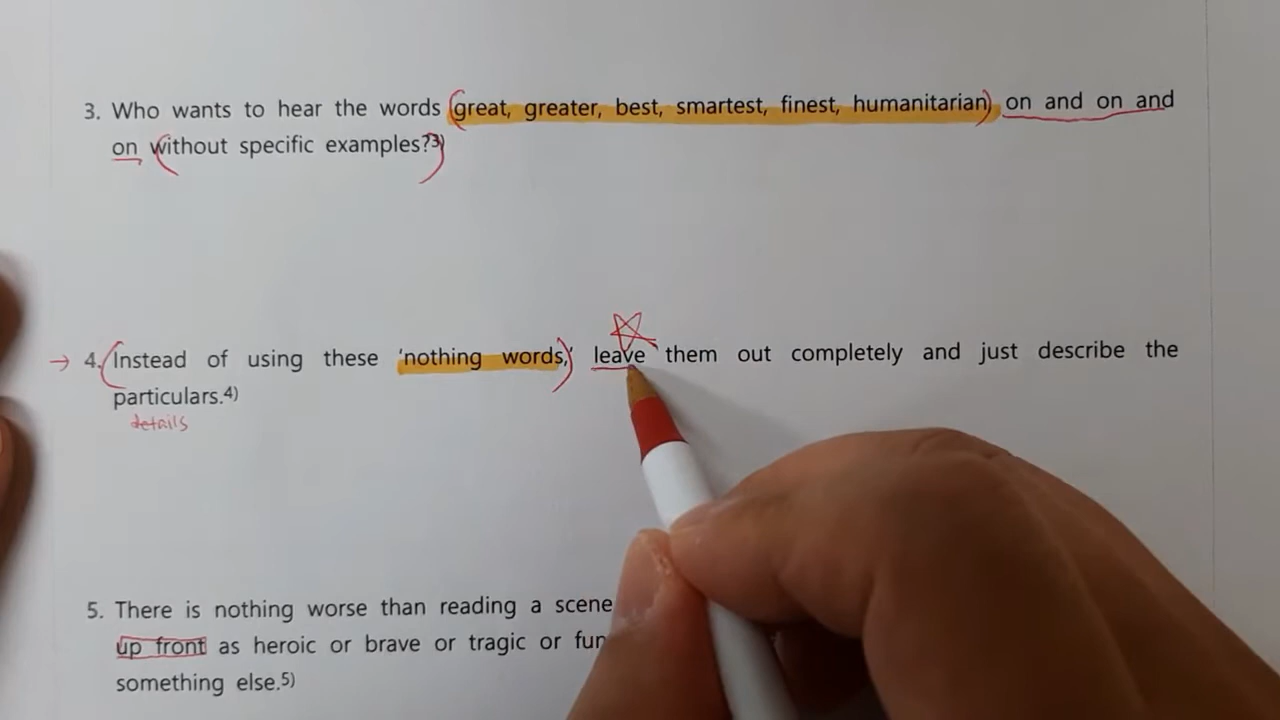 3. Who wants to hear the words (great, greater, best, smartest, finest, humanitarian) on and on and
on without specific examples?3)
→ 4. Instead of using these 'nothing words,' leave them out completely and just describe the
particulars.4)
details
5. There is nothing worse than reading a scene
up front as heroic or brave or tragic or
something else.5)